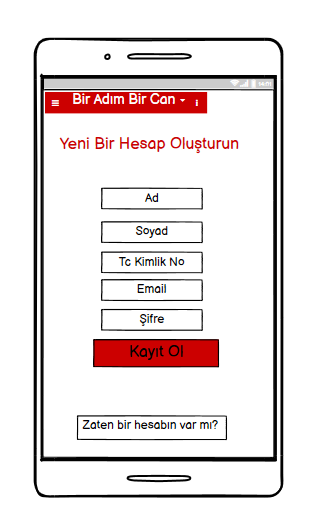 Bir Adım Bir Can
Yeni Bir Hesap Oluşturun
Ad
Soyad
Tc Kimlik No
Email
Şifre
Kayıt Ol
Zaten bir hesabın var mı?